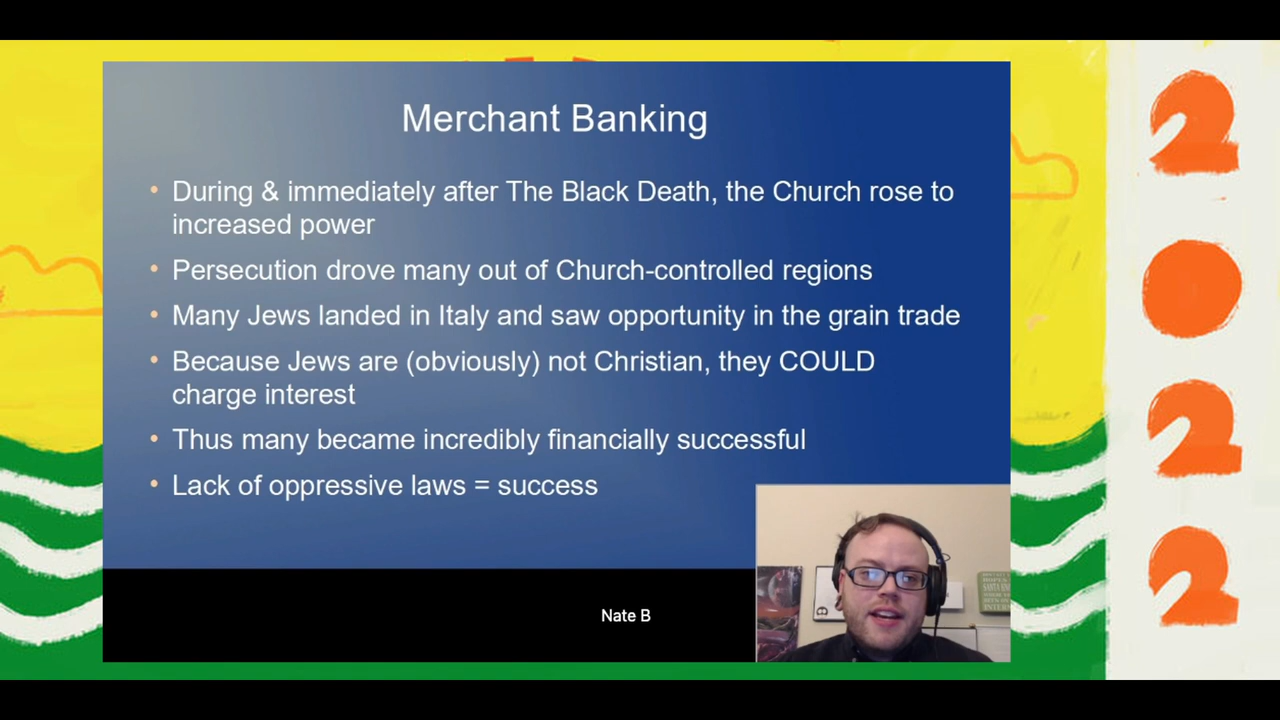 Merchant Banking
• During & immediately after The Black Death, the Church rose to
increased power
• Persecution drove many out of Church-controlled regions
• Many Jews landed in Italy and saw opportunity in the grain trade
• Because Jews are (obviously) not Christian, they COULD
charge interest
• Thus many became incredibly financially successful
• Lack of oppressive laws = success
Nate B
2
0
2
2